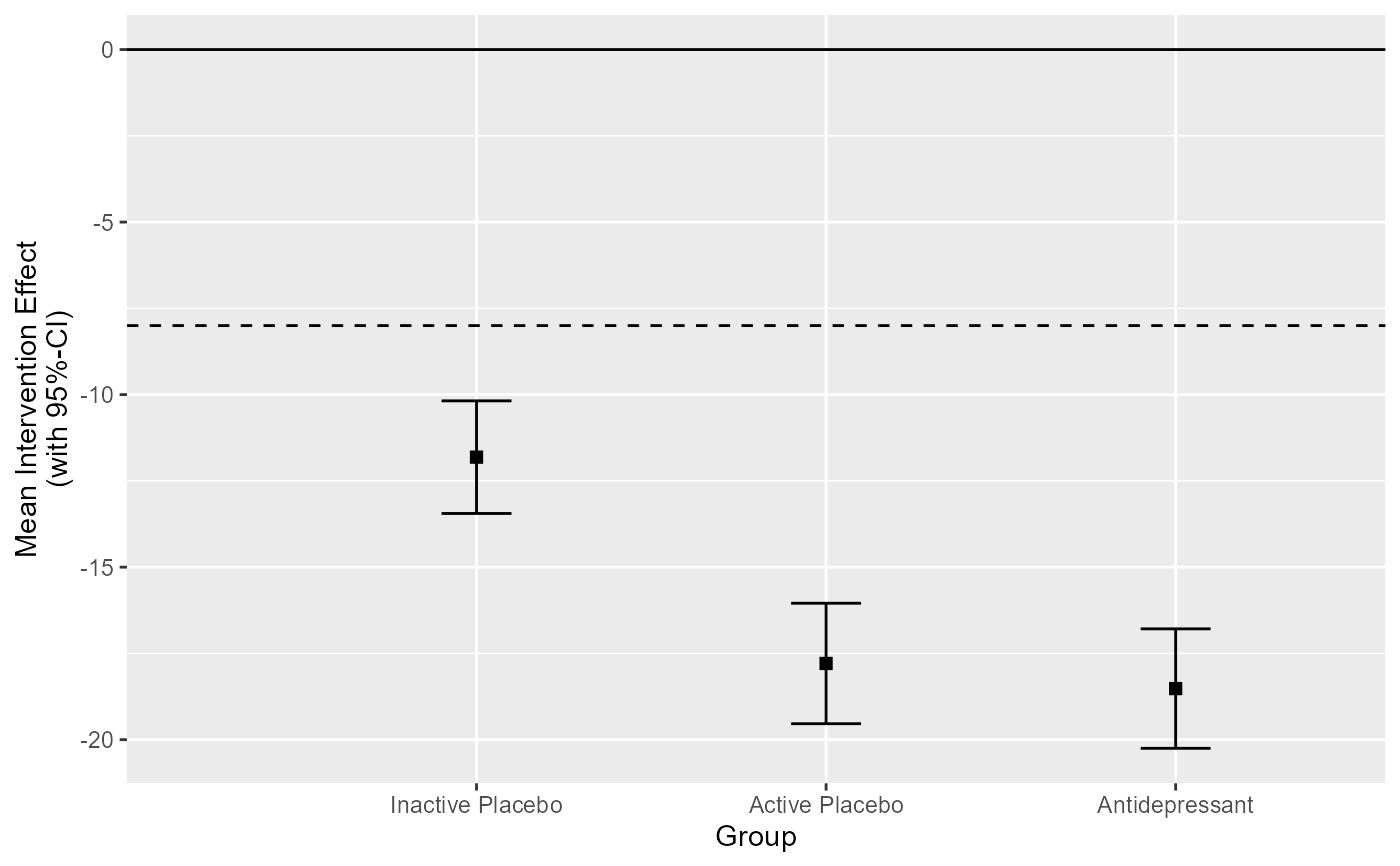 Mean Intervention Effect
(with 95%-CI)
0
-5
-10
-15
-20
Inactive Placebo
Active Placebo
Antidepressant
Group